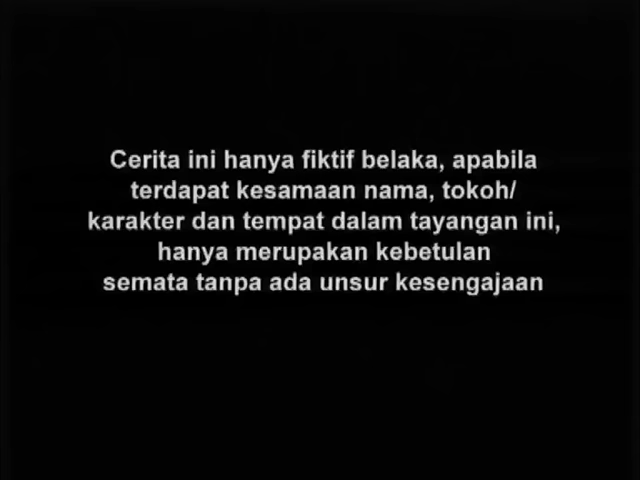 Cerita ini hanya fiktif belaka, apabila
terdapat kesamaan nama, tokoh/
karakter dan tempat dalam tayangan ini,
hanya merupakan kebetulan
semata tanpa ada unsur kesengajaan